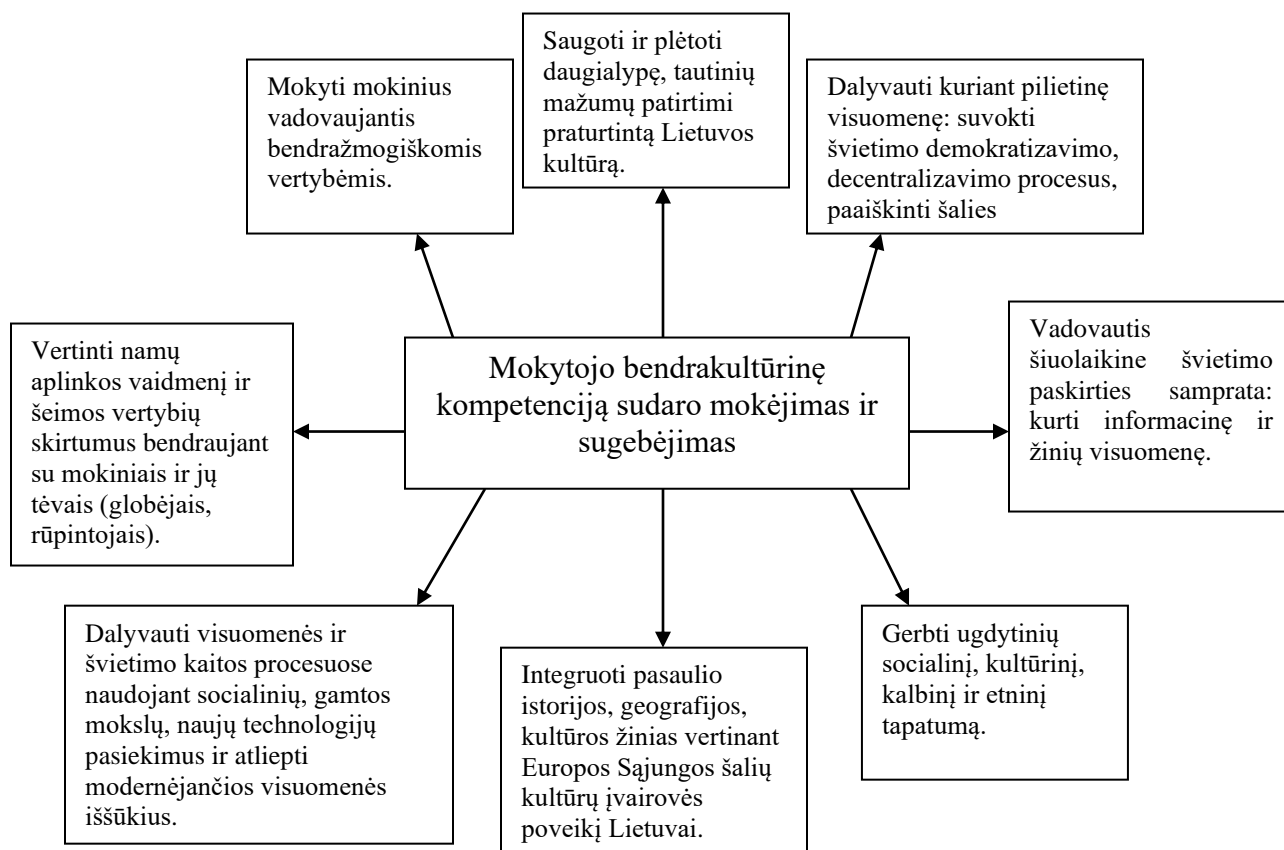 Mokyti mokinius
vadovaujantis
bendražmogiškomis
vertybėmis.
Saugoti ir plėtoti
daugialypę, tautinių
mažumų patirtimi
praturtintą Lietuvos
kultūrą.
Dalyvauti kuriant pilietinę
visuomenę: suvokti
švietimo demokratizavimo,
decentralizavimo procesus,
paaiškinti šalies
Vertinti namų
aplinkos vaidmenį ir
šeimos vertybių
skirtumus bendraujant
su mokiniais ir jų
tėvais (globėjais,
rūpintojais).
Mokytojo bendrakultūrinę
kompetenciją sudaro mokėjimas ir
sugebėjimas
Vadovautis
šiuolaikine švietimo
paskirties samprata:
kurti informacinę ir
žinių visuomenę.
Dalyvauti visuomenės ir
švietimo kaitos procesuose
naudojant socialinių, gamtos
mokslų, naujų technologijų
pasiekimus ir atliepti
modernėjančios visuomenės
iššūkius.
Integruoti pasaulio
istorijos, geografijos,
kultūros žinias vertinant
Europos Sąjungos šalių
kultūrų įvairovės
poveikį Lietuvai.
Gerbti ugdytinių
socialinį, kultūrinį,
kalbinį ir etninį
tapatumą.